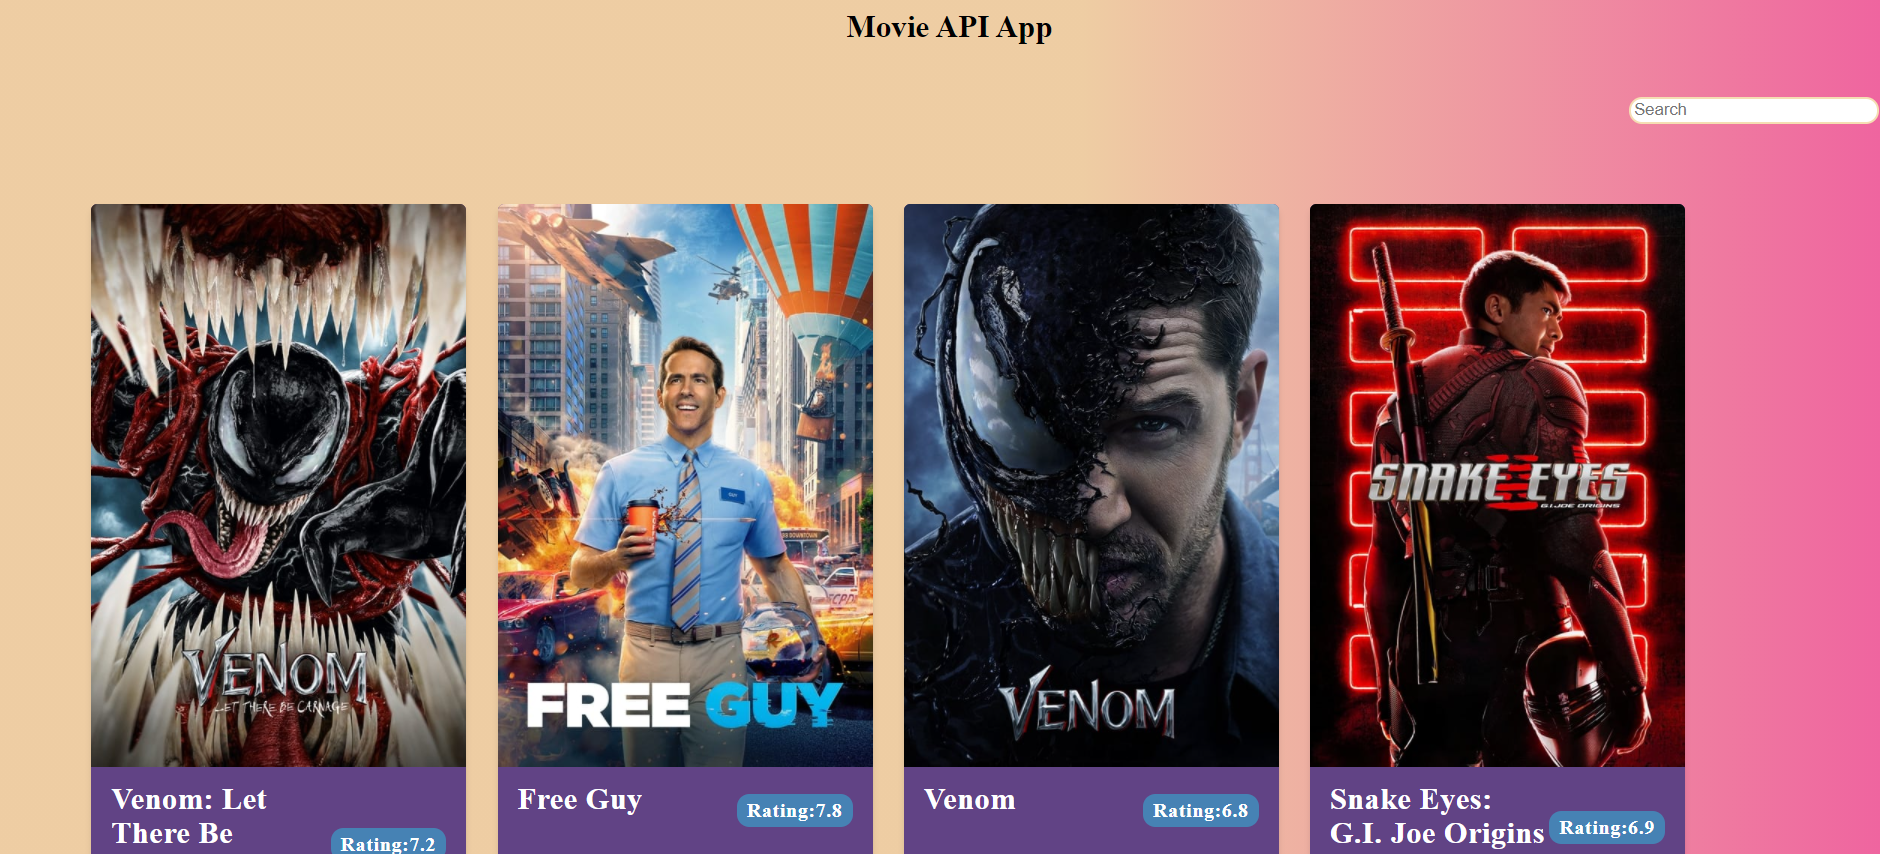 Movie API App
Search
VENOM
LET THERE BE CARNAGE
FREE GUY
VENOM
SNAKE EYES
G.I. JOE ORIGINS
Venom: Let
There Be
Rating:7.2
Free Guy
Rating:7.8
Venom
Rating:6.8
Snake Eyes:
G.I. Joe Origins
Rating:6.9